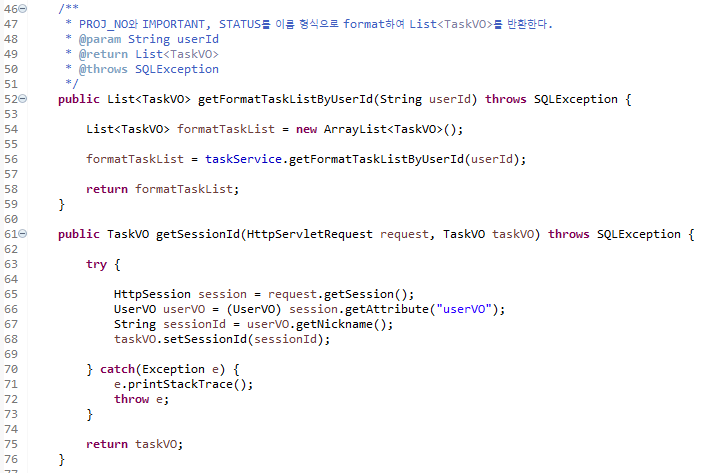 46 /**
47 * PROJ_NO와 IMPORTANT, STATUS를 이름 형식으로 format하여 List<TaskVO>를 반환한다.
48 * @param String userId
49 * @return List<TaskVO>
50 * @throws SQLException
51 */
52 public List<TaskVO> getFormatTaskListByUserId(String userId) throws SQLException {
53
54 List<TaskVO> formatTaskList = new ArrayList<TaskVO>();
55
56 formatTaskList = taskService.getFormatTaskListByUserId(userId);
57
58 return formatTaskList;
59 }
60
61 public TaskVO getSessionId(HttpServletRequest request, TaskVO taskVO) throws SQLException {
62
63 try {
64
65 HttpSession session = request.getSession();
66 UserVO userVO = (UserVO) session.getAttribute("userVO");
67 String sessionId = userVO.getNickname();
68 taskVO.setSessionId(sessionId);
69
70 } catch(Exception e) {
71 e.printStackTrace();
72 throw e;
73 }
74
75 return taskVO;
76 }